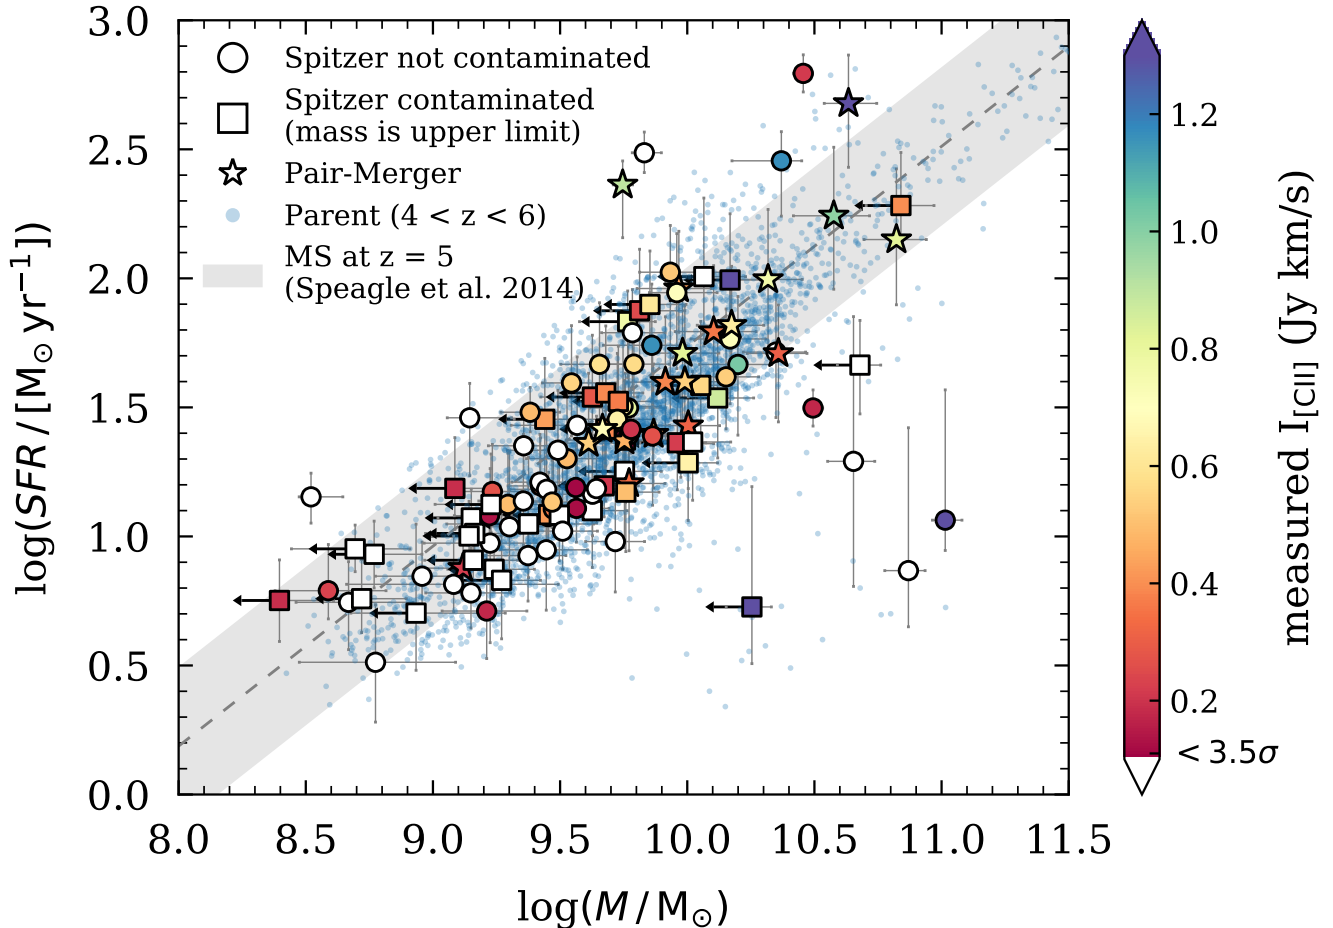 3.0
2.5
2.0
1.5
1.0
0.5
0.0
log(SFR/[M⊙ yr⁻¹])
Spitzer not contaminated
Spitzer contaminated
(mass is upper limit)
Pair-Merger
Parent (4 < z < 6)
MS at z = 5
(Speagle et al. 2014)
8.0 8.5 9.0 9.5 10.0 10.5 11.0 11.5
log(M/M⊙)
1.2
1.0
0.8
0.6
0.4
0.2
< 3.5σ
measured I[CII] (Jy km/s)